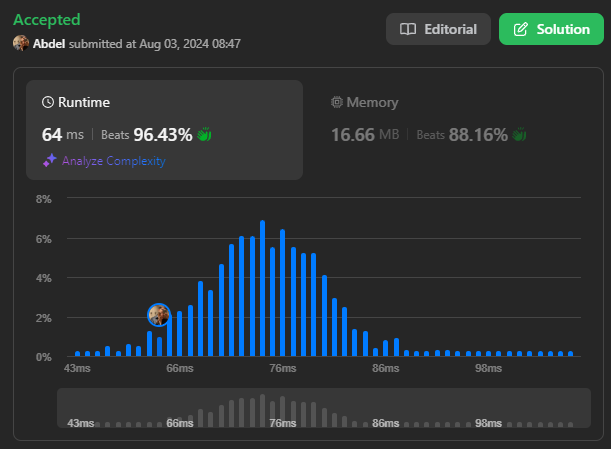 Accepted
Abdel submitted at Aug 03, 2024 08:47
Editorial
Solution
Runtime
64 ms | Beats 96.43%
Analyze Complexity
Memory
16.66 MB | Beats 88.16%
8%
6%
4%
2%
0%
43ms 66ms 76ms 86ms 98ms
43ms 66ms 76ms 86ms 98ms